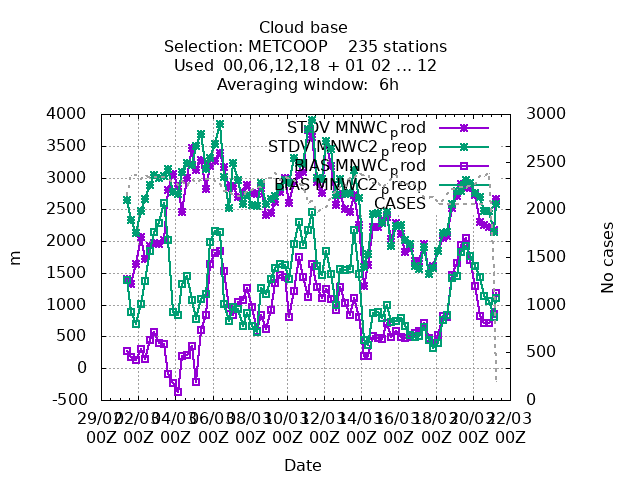 Cloud base
Selection: METCOOP 235 stations
Used 00,06,12,18 + 01 02 ... 12
Averaging window: 6h
4000
3500
3000
2500
2000
1500
1000
500
0
-500
m
STDV MNWC_prod
STDV MNWC2_preop
BIAS MNWC_prod
BIAS MNWC2_preop
CASES
3000
2500
2000
1500
1000
500
0
No cases
29/02 02/03 04/03 06/03 08/03 10/03 12/03 14/03 16/03 18/03 20/03 22/03
00Z 00Z 00Z 00Z 00Z 00Z 00Z 00Z 00Z 00Z 00Z 00Z
Date